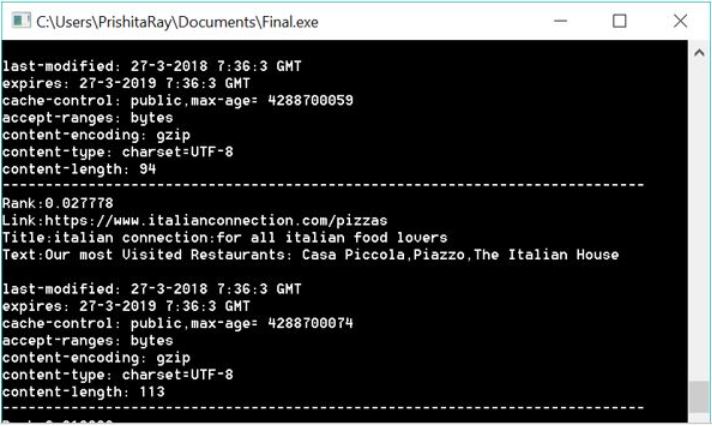 C:\Users\PrishitaRay\Documents\Final.exe
last-modified: 27-3-2018 7:36:3 GMT
expires: 27-3-2019 7:36:3 GMT
cache-control: public,max-age= 4288700059
accept-ranges: bytes
content-encoding: gzip
content-type: charset=UTF-8
content-length: 94
--------------------------------------------------------------------------------
Rank:0.027778
Link:https://www.italianconnection.com/pizzas
Title:italian connection:for all italian food lovers
Text:Our most Visited Restaurants: Casa Piccola,Piazzo,The Italian House
last-modified: 27-3-2018 7:36:3 GMT
expires: 27-3-2019 7:36:3 GMT
cache-control: public,max-age= 4288700074
accept-ranges: bytes
content-encoding: gzip
content-type: charset=UTF-8
content-length: 113
--------------------------------------------------------------------------------